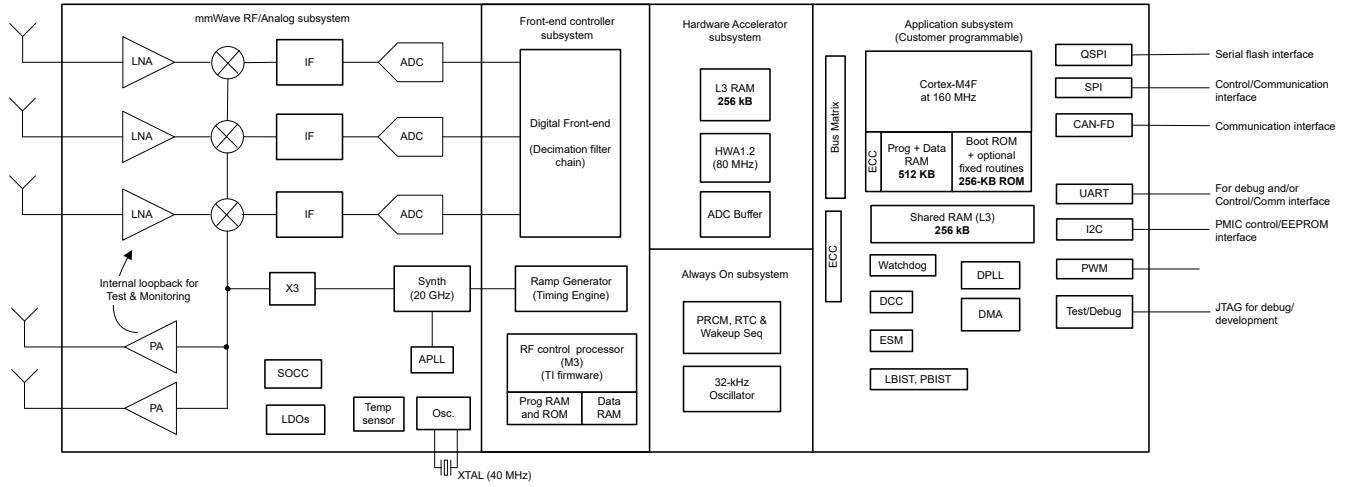 mmWave RF/Analog subsystem
LNA
IF
ADC
LNA
IF
ADC
LNA
IF
ADC
Internal loopback for
Test & Monitoring
PA
PA
X3
Synth
(20 GHz)
APLL
SOCC
LDOs
Temp
sensor
Osc.
XTAL (40 MHz)
Front-end controller
subsystem
Digital Front-end
(Decimation filter
chain)
Ramp Generator
(Timing Engine)
RF control processor
(M3)
(TI firmware)
Prog RAM
and ROM
Data
RAM
Hardware Accelerator
subsystem
L3 RAM
256 kB
HWA1.2
(80 MHz)
ADC Buffer
Always On subsystem
PRCM, RTC &
Wakeup Seq
32-kHz
Oscillator
Application subsystem
(Customer programmable)
Bus Matrix
Cortex-M4F
at 160 MHz
ECC
Prog + Data
RAM
512 KB
Boot ROM
+ optional
fixed routines
256-KB ROM
ECC
Shared RAM (L3)
256 kB
Watchdog
DPLL
DCC
DMA
ESM
LBIST, PBIST
QSPI
Serial flash interface
SPI
Control/Communication
interface
CAN-FD
Communication interface
UART
For debug and/or
Control/Comm interface
I2C
PMIC control/EEPROM
interface
PWM
Test/Debug
JTAG for debug/
development